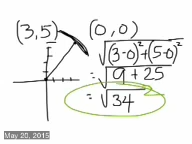 (3,5) (0,0)
√(3-0)²+(5-0)²
=√9+25
=√34
May 20, 2015